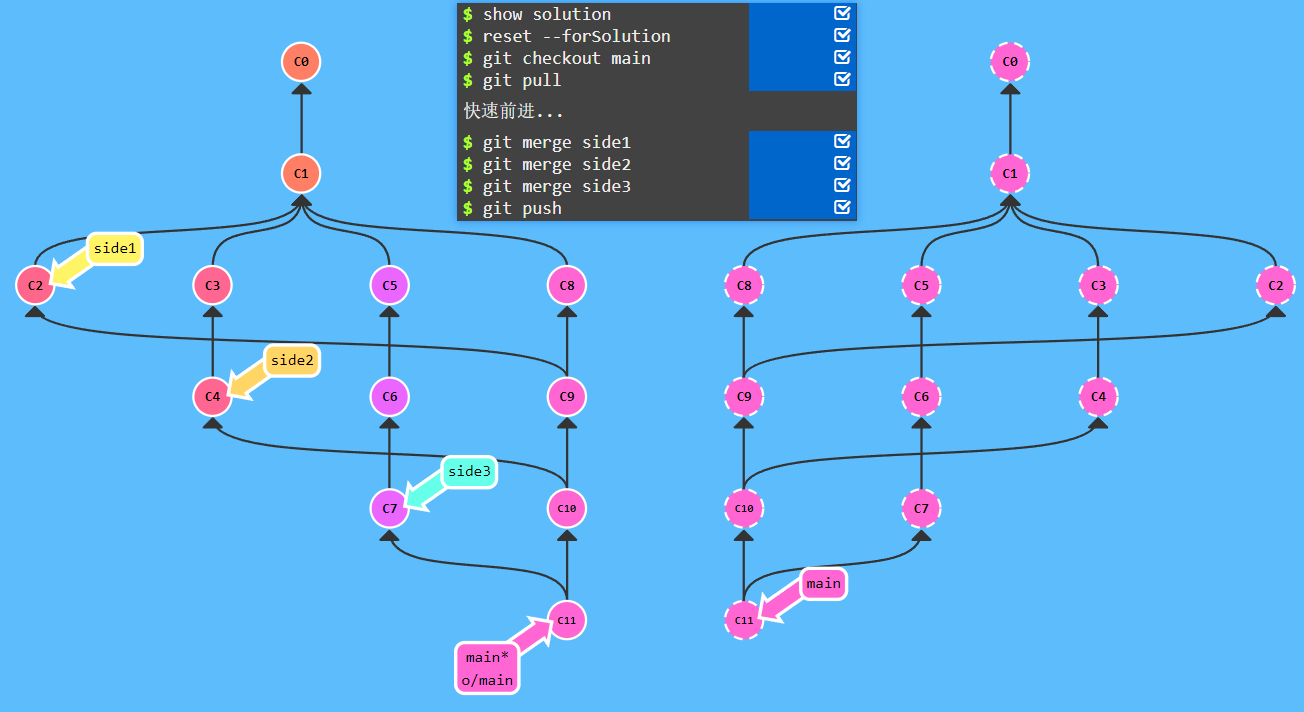 $ show solution
$ reset --forSolution
$ git checkout main
$ git pull
快速前进...
$ git merge side1
$ git merge side2
$ git merge side3
$ git push
C0
C1
side1
C2
C3
C5
C8
side2
C4
C6
C9
side3
C7
C10
C11
main*
o/main
C0
C1
C8
C5
C3
C2
C9
C6
C4
C10
C7
main
C11